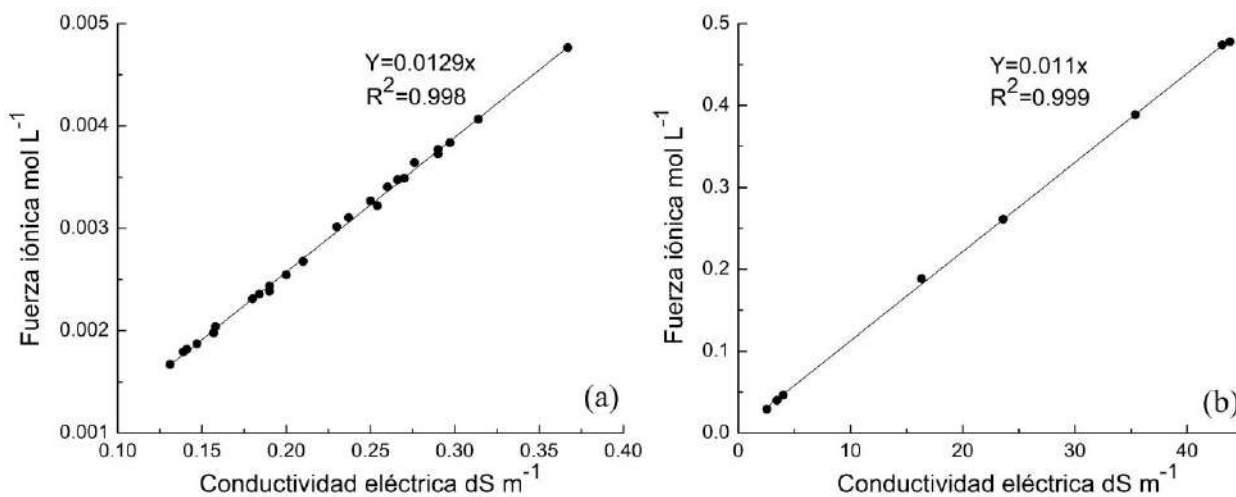 0.005
0.004
0.003
0.002
0.001
Fuerza iónica mol L⁻¹
Y=0.0129x
R²=0.998
(a)
0.10 0.15 0.20 0.25 0.30 0.35 0.40
Conductividad eléctrica dS m⁻¹
0.5
0.4
0.3
0.2
0.1
0.0
Fuerza iónica mol L⁻¹
Y=0.011x
R²=0.999
(b)
0 10 20 30 40
Conductividad eléctrica dS m⁻¹